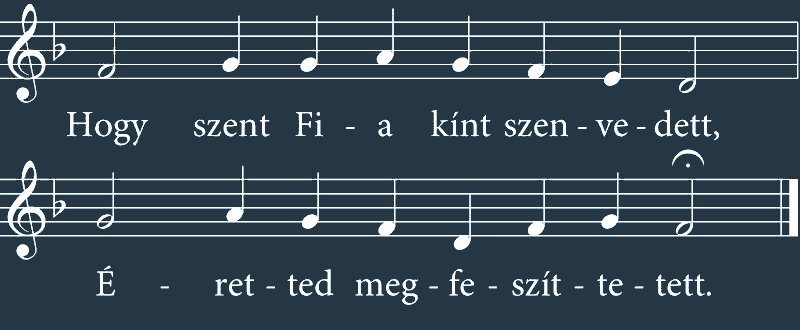 Hogy szent Fi - a kínt szen - ve - dett,
É - ret - ted meg - fe - szít - te - tett.